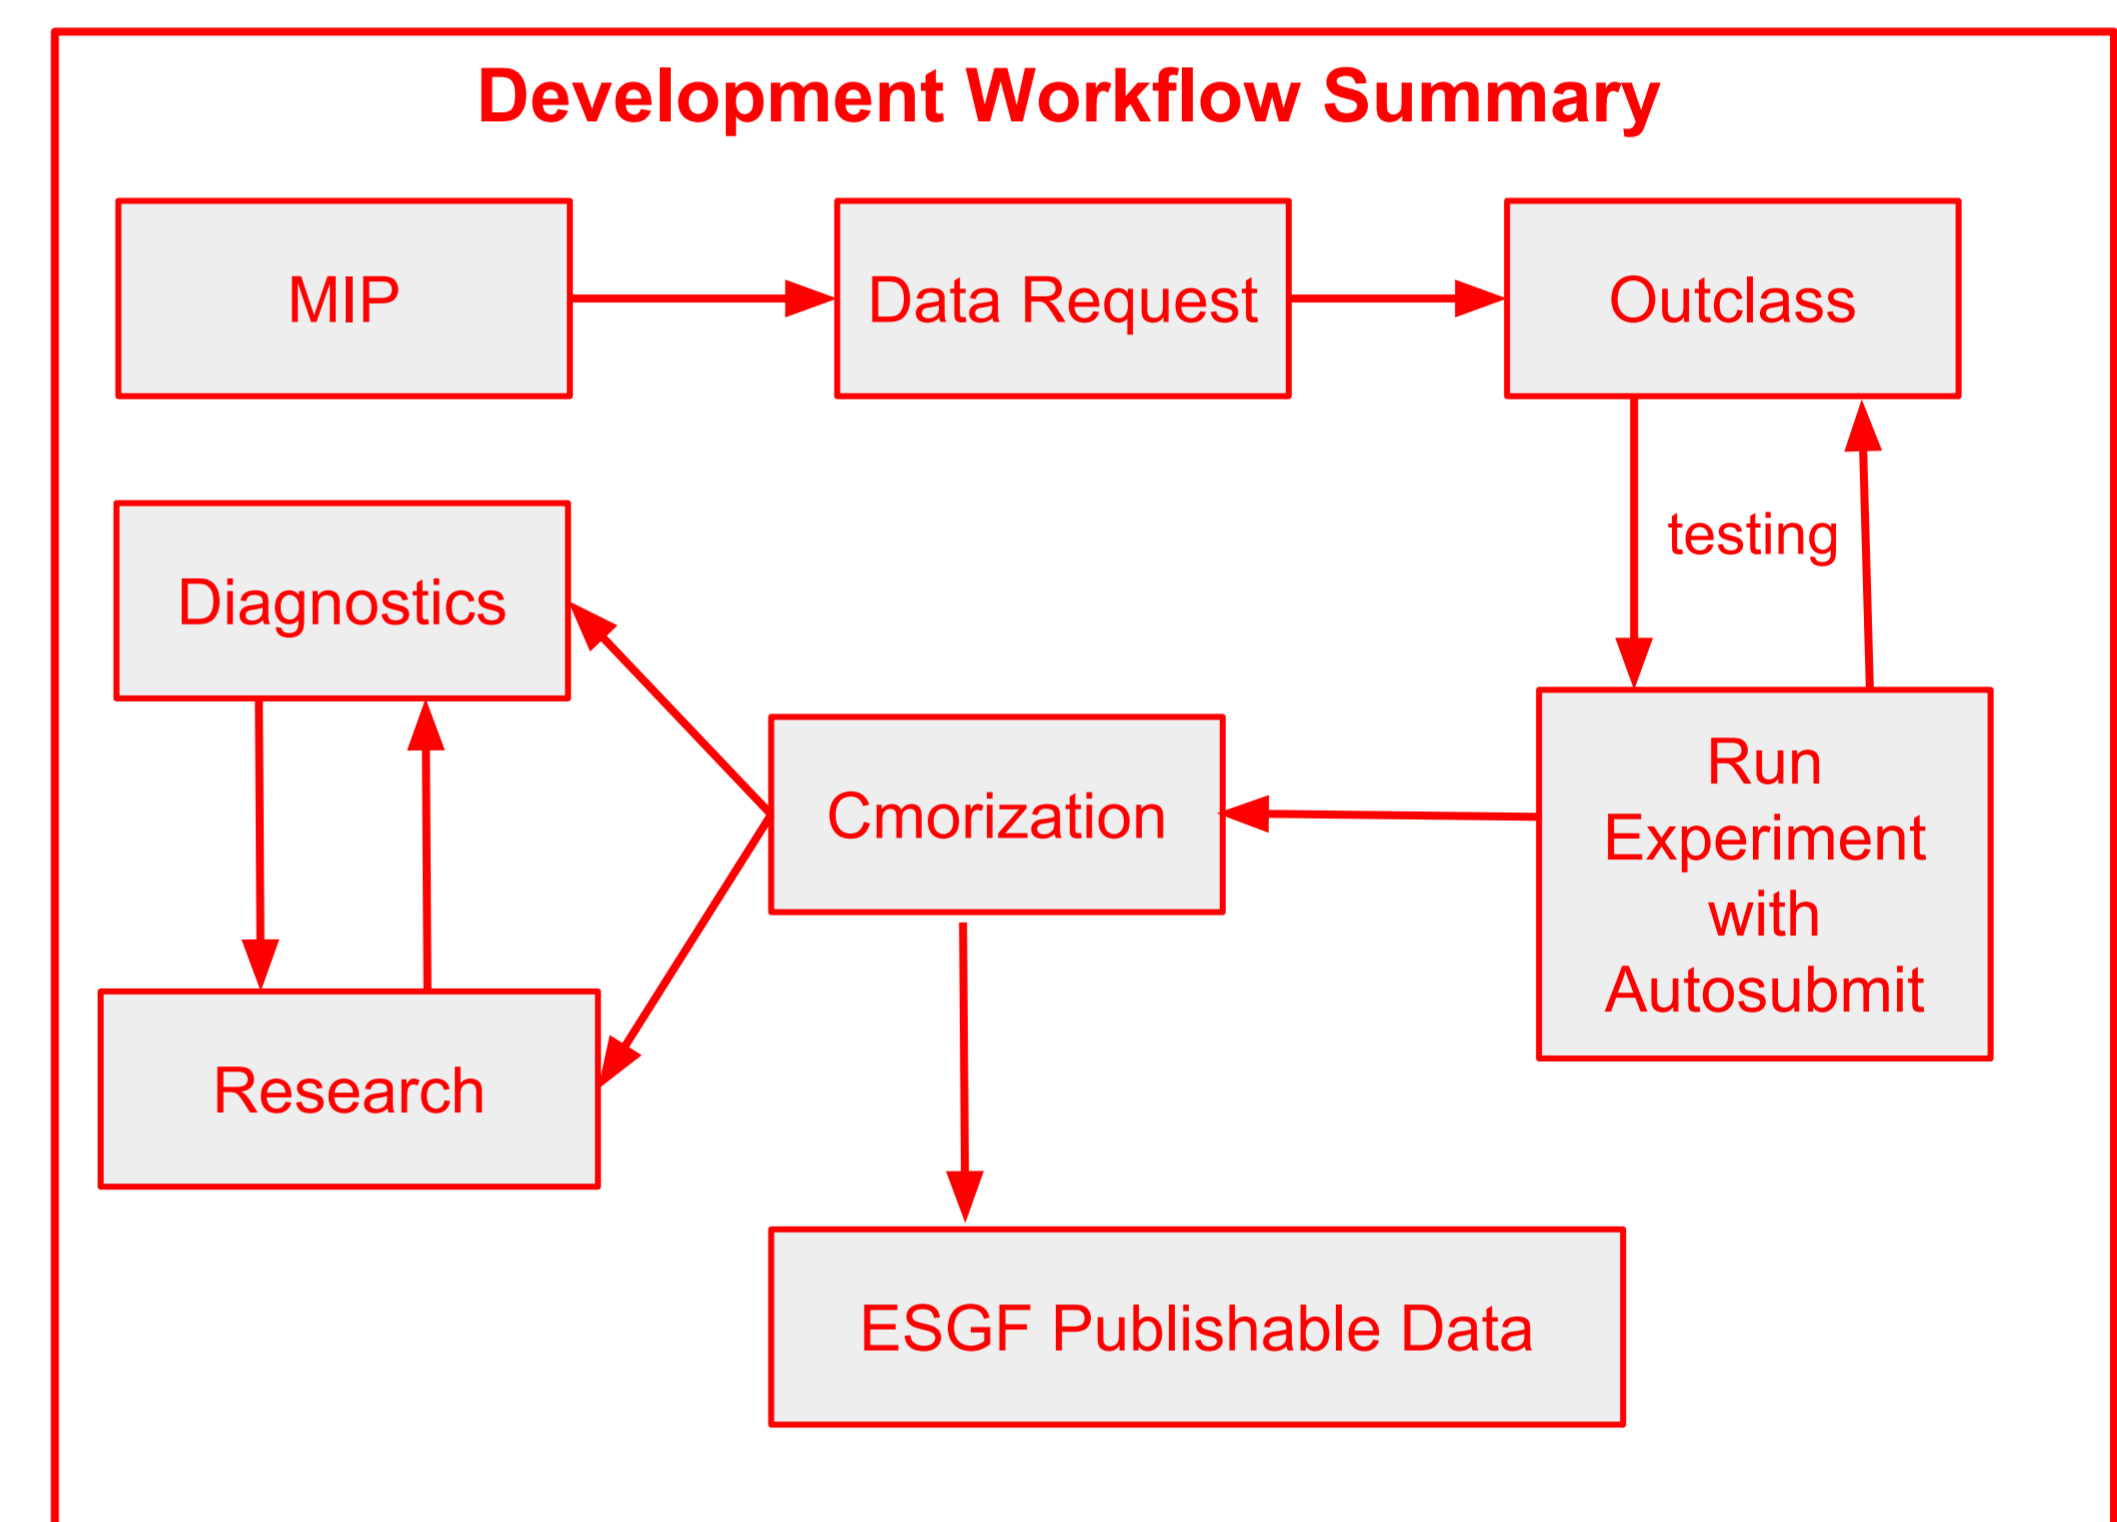 Development Workflow Summary
MIP
Data Request
Outclass
testing
Diagnostics
Cmorization
Run
Experiment
with
Autosubmit
Research
ESGF Publishable Data